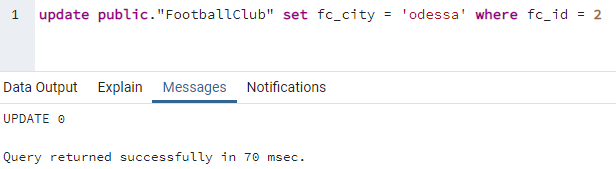 1 update public."FootballClub" set fc_city = 'odessa' where fc_id = 2
Data Output Explain Messages Notifications
UPDATE 0
Query returned successfully in 70 msec.